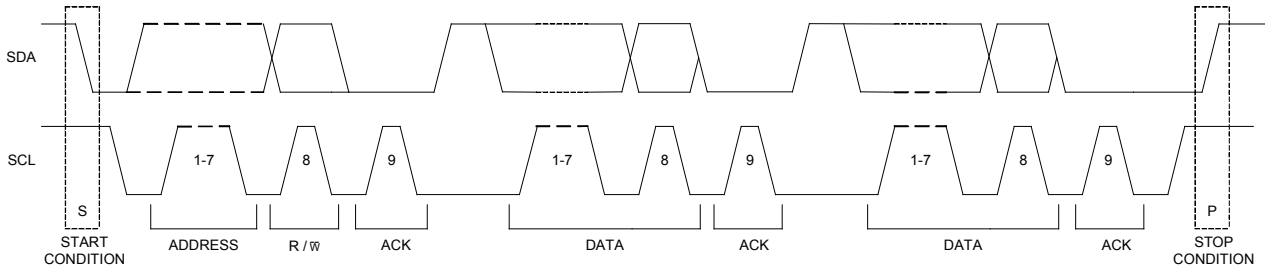 SDA
SCL
1-7
8
9
1-7
8
9
1-7
8
9
S
P
START
CONDITION
ADDRESS
R / W̅
ACK
DATA
ACK
DATA
ACK
STOP
CONDITION